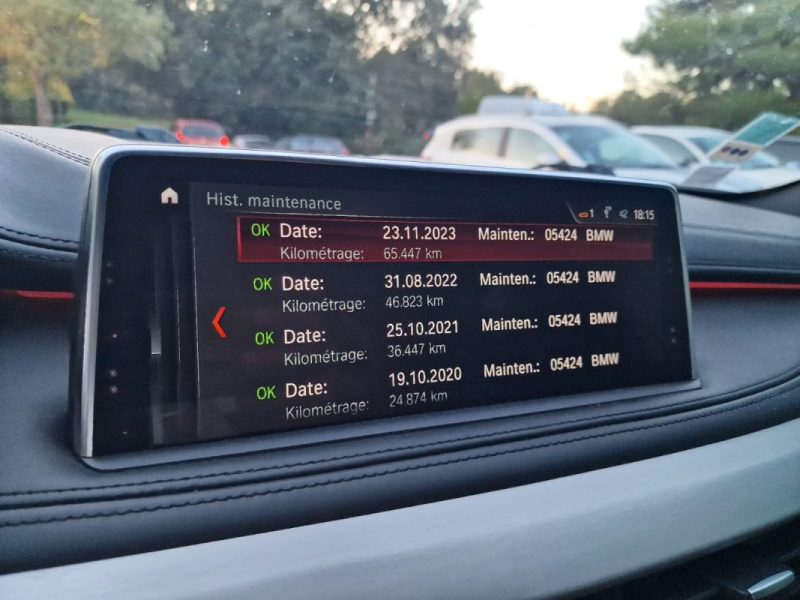 Hist. maintenance
1 18:15
OK Date: 23.11.2023 Mainten.: 05424 BMW
Kilométrage: 65.447 km
OK Date: 31.08.2022 Mainten.: 05424 BMW
Kilométrage: 46.823 km
OK Date: 25.10.2021 Mainten.: 05424 BMW
Kilométrage: 36.447 km
OK Date: 19.10.2020 Mainten.: 05424 BMW
Kilométrage: 24.874 km